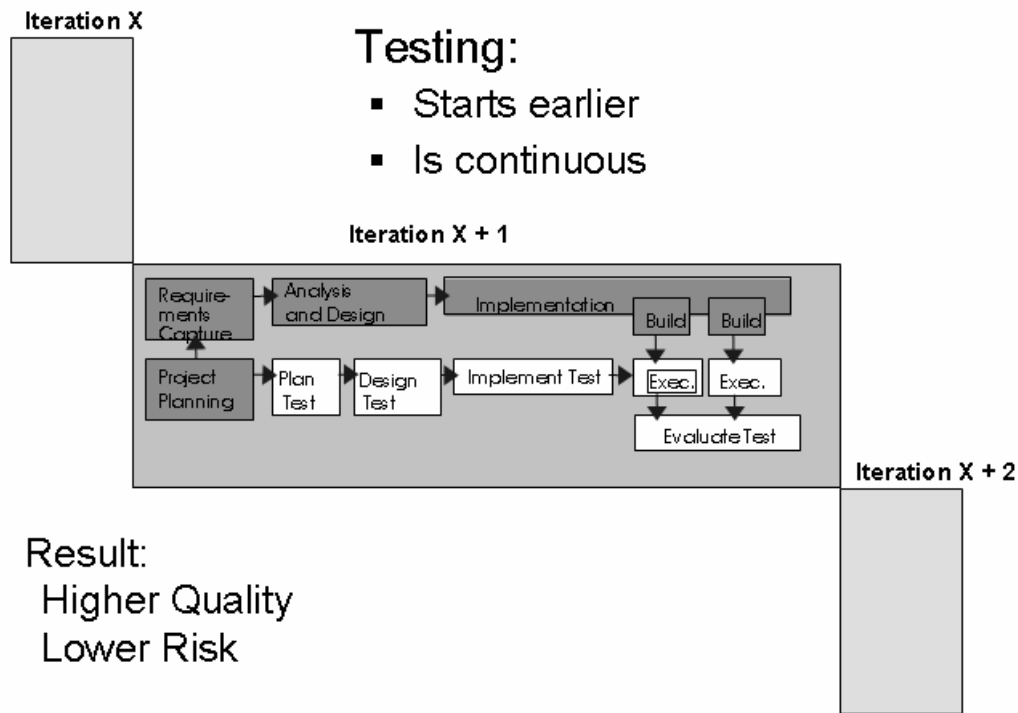 Iteration X
Testing:
▪ Starts earlier
▪ Is continuous
Iteration X + 1
Require-
ments
Capture
Analysis
and Design
Implementation
Build
Build
Project
Planning
Plan
Test
Design
Test
Implement Test
Exec.
Exec.
Evaluate Test
Iteration X + 2
Result:
Higher Quality
Lower Risk